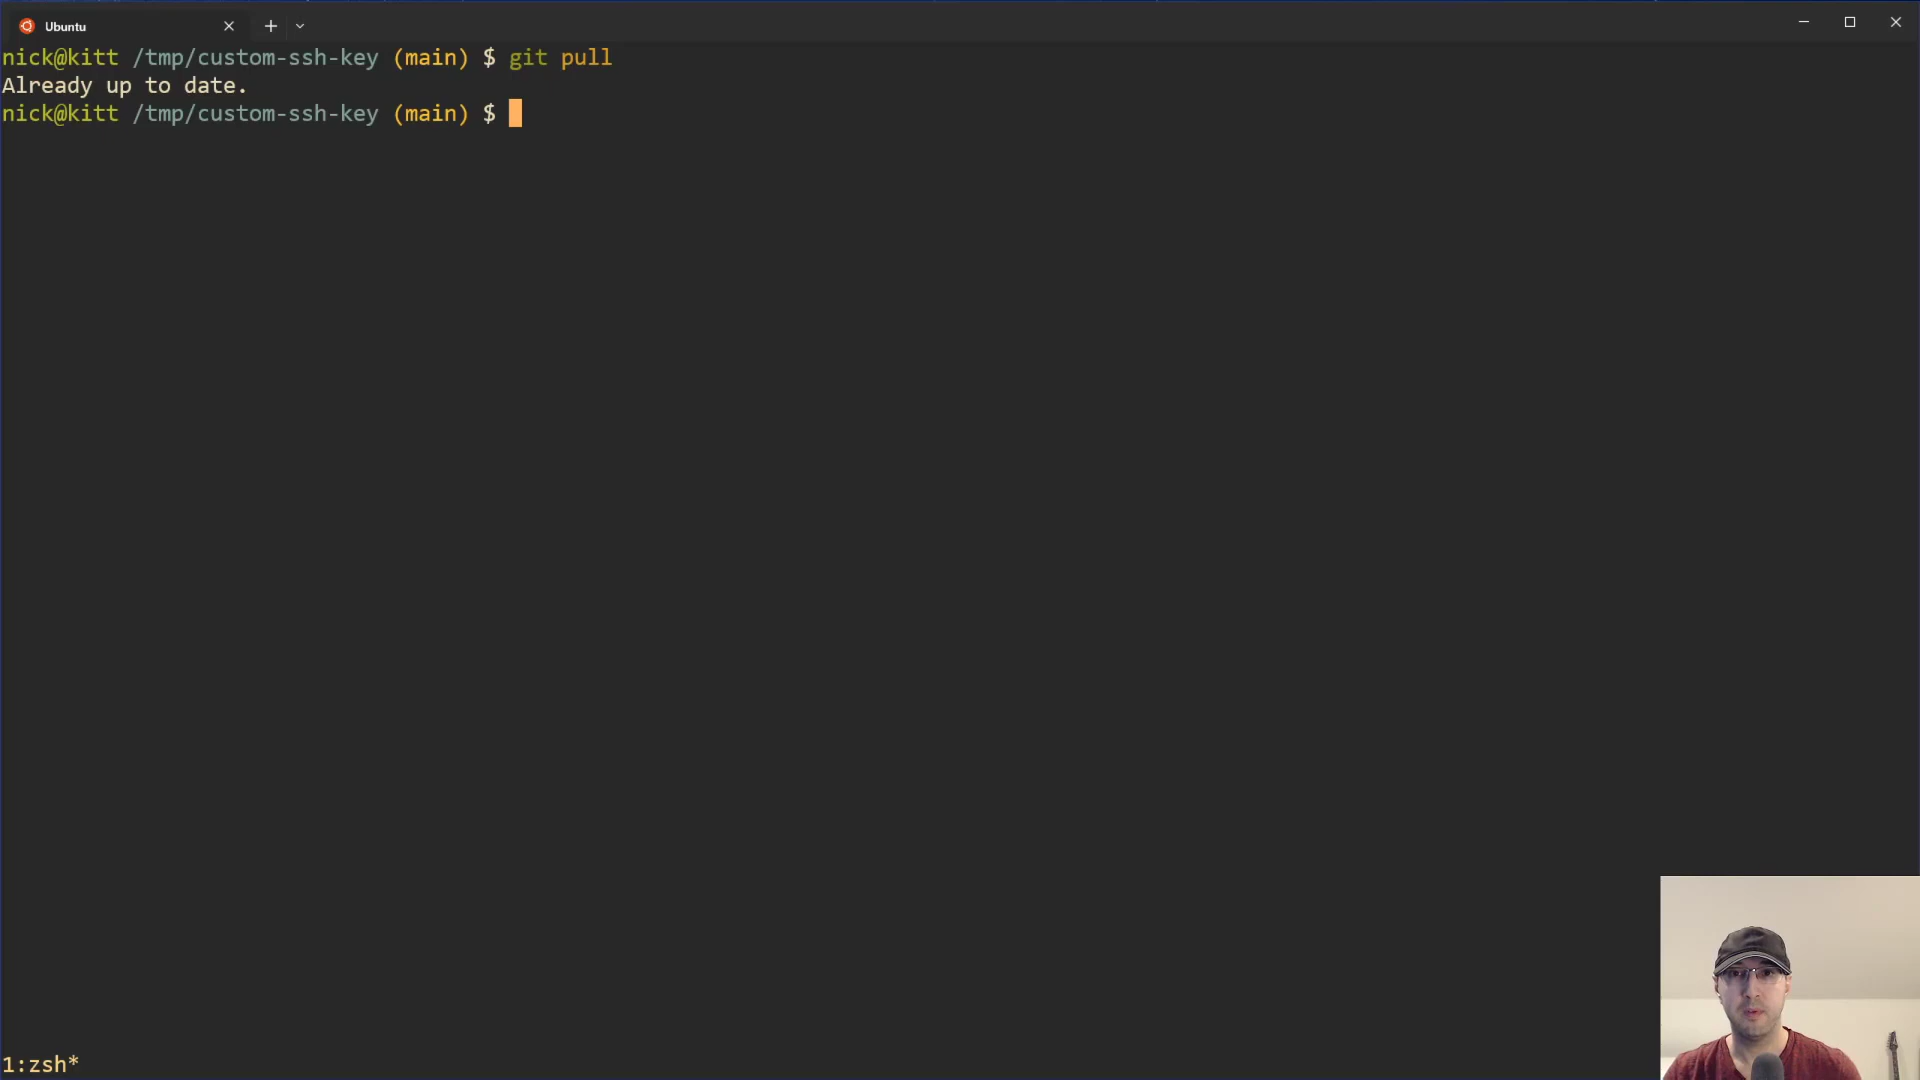 Ubuntu
nick@kitt /tmp/custom-ssh-key (main) $ git pull
Already up to date.
nick@kitt /tmp/custom-ssh-key (main) $
1:zsh*